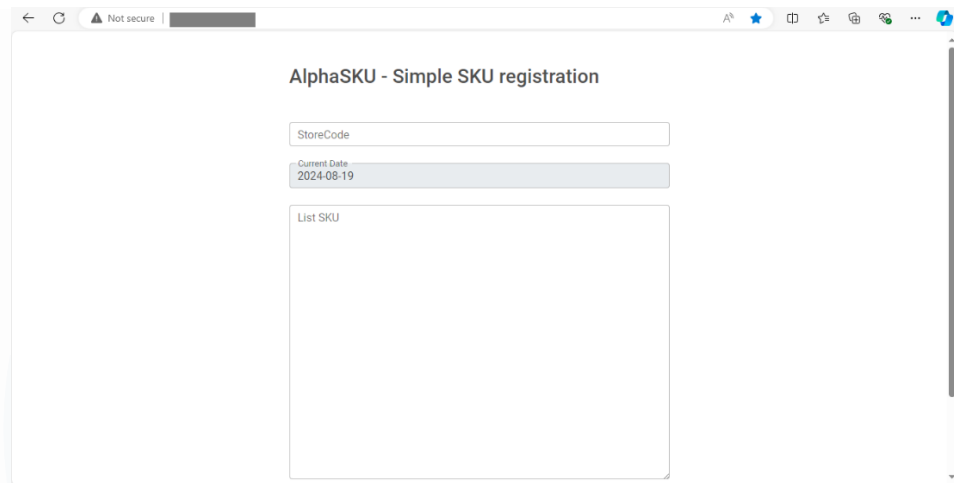 Not secure
AlphaSKU - Simple SKU registration
StoreCode
Current Date
2024-08-19
List SKU